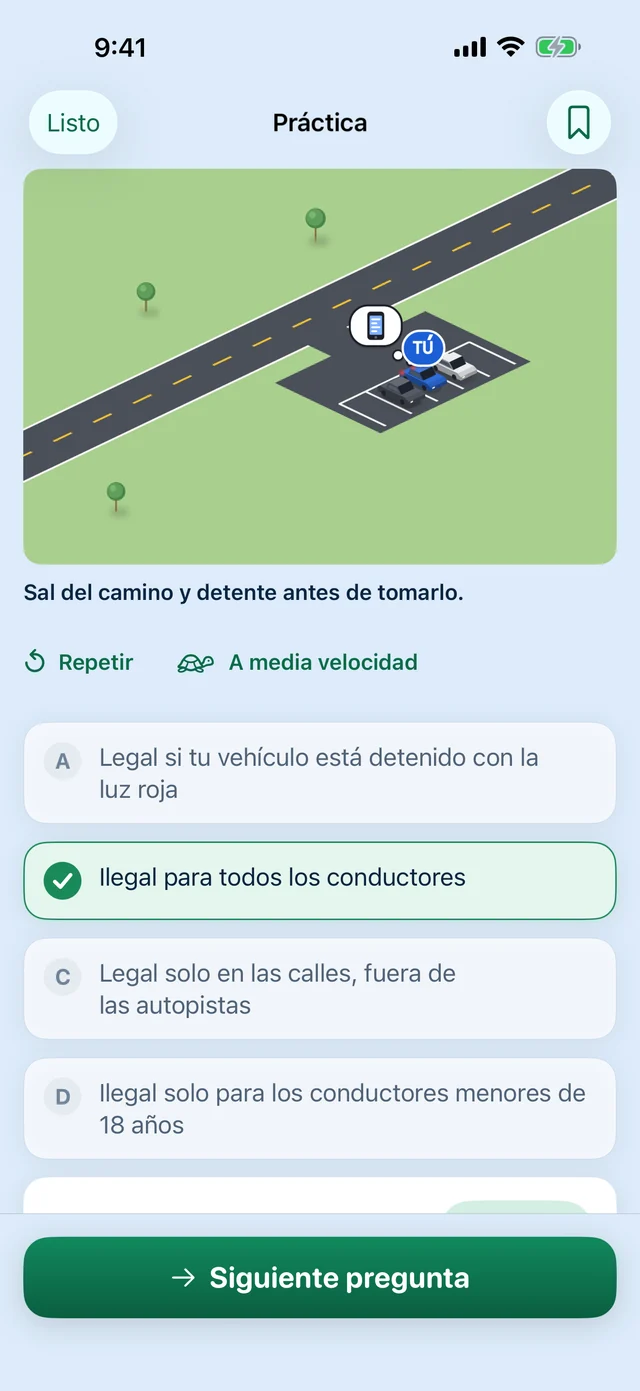 9:41
Listo
Práctica
TÚ
Sal del camino y detente antes de tomarlo.
Repetir
A media velocidad
A
Legal si tu vehículo está detenido con la
luz roja
Ilegal para todos los conductores
C
Legal solo en las calles, fuera de
las autopistas
D
Ilegal solo para los conductores menores de
18 años
Siguiente pregunta